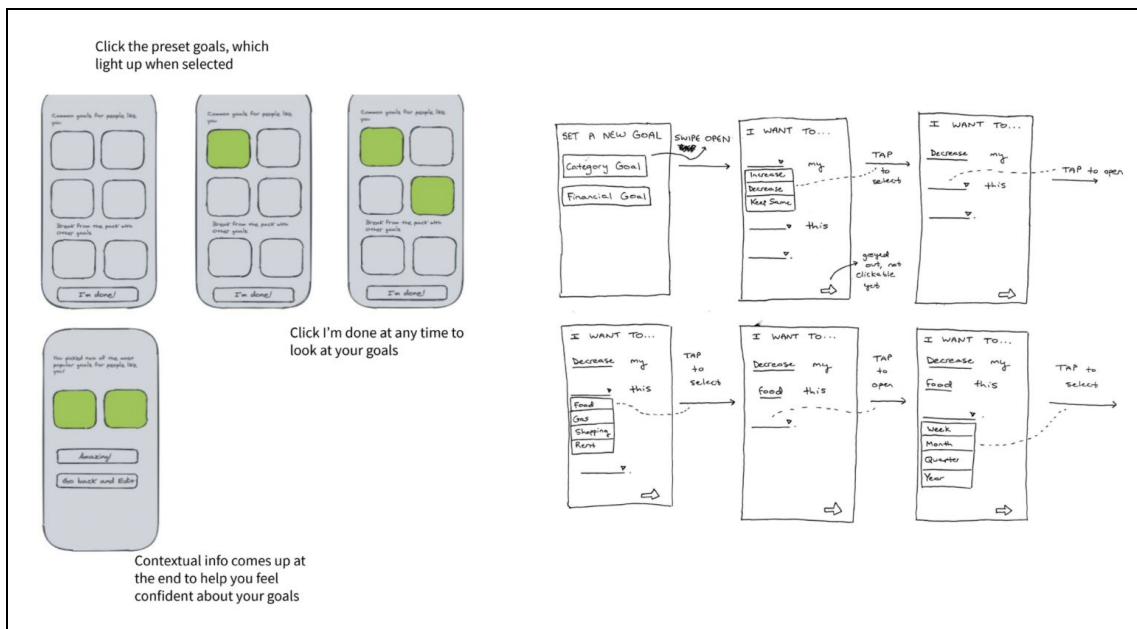 Click the preset goals, which
light up when selected
Common goals for people like
you
Break from the pack with
other goals
I'm done!
Common goals for people like
you
Break from the pack with
other goals
I'm done!
Common goals for people like
you
Break from the pack with
other goals
I'm done!
Click I'm done at any time to
look at your goals
You picked two of the most
popular goals for people like
you!
Amazing!
Go back and Edit
Contextual info comes up at
the end to help you feel
confident about your goals
SET A NEW GOAL
Category Goal
Financial Goal
SWIPE OPEN
I WANT TO...
my
Increase
Decrease
Keep Same
this
greyed
out, not
clickable
yet
TAP
to
select
I WANT TO...
Decrease my
this
TAP to open
I WANT TO...
Decrease my
this
Food
Gas
Shopping
Rent
TAP
to
select
I WANT TO...
Decrease my
food this
TAP
to
open
I WANT TO...
Decrease my
food this
Week
Month
Quarter
Year
TAP to
select